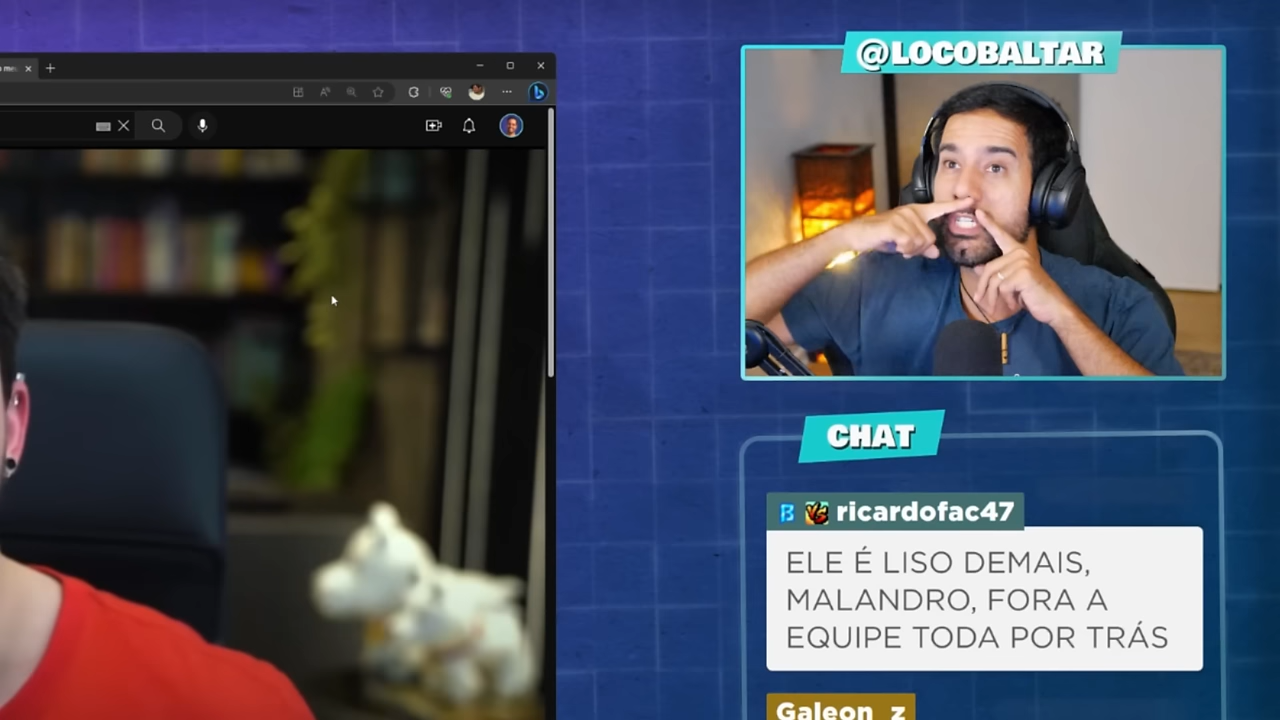 @LOCOBALTAR
CHAT
ricardofac47
ELE É LISO DEMAIS,
MALANDRO, FORA A
EQUIPE TODA POR TRÁS
Galeon_z